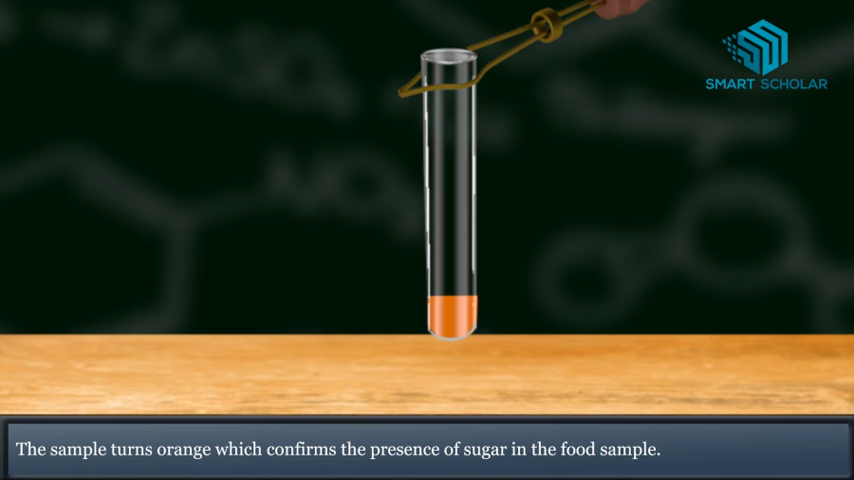 SMART SCHOLAR
The sample turns orange which confirms the presence of sugar in the food sample.